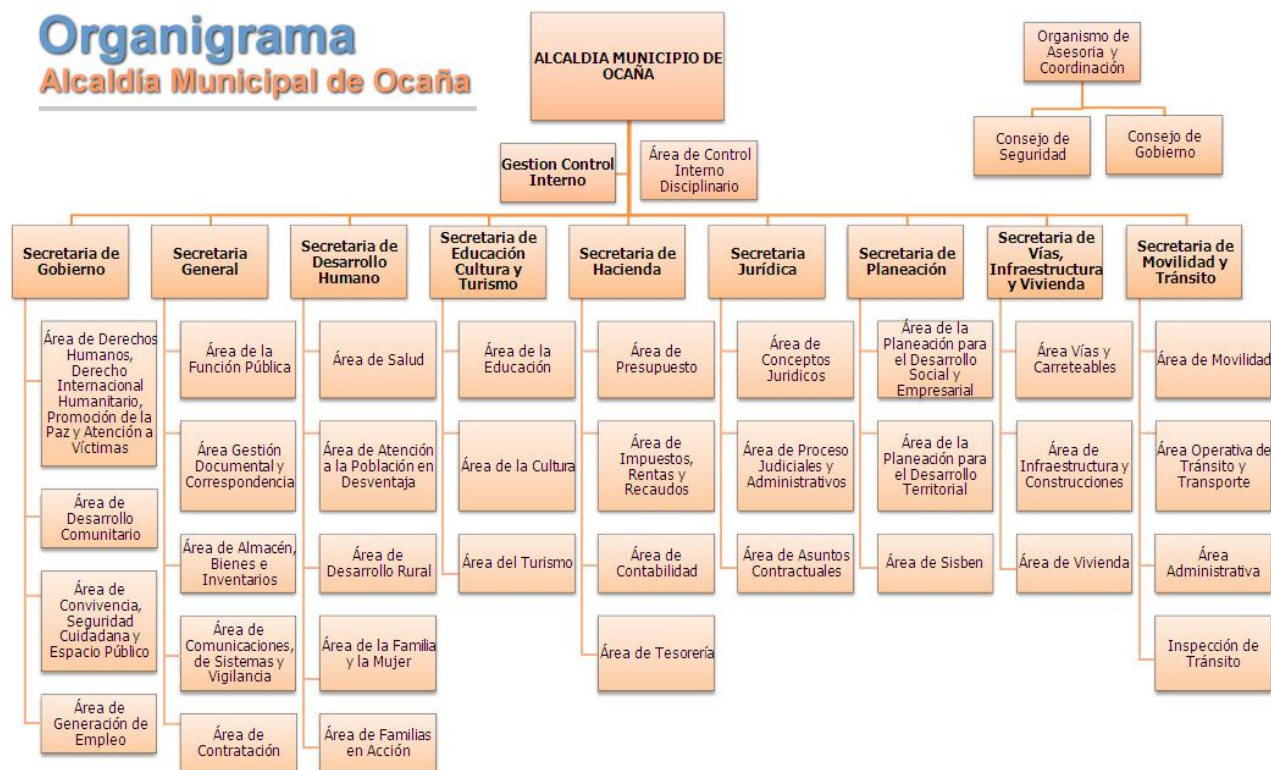 Organigrama
Alcaldía Municipal de Ocaña
ALCALDIA MUNICIPIO DE
OCAÑA
Organismo de
Asesoria y
Coordinación
Consejo de
Seguridad
Consejo de
Gobierno
Gestion Control
Interno
Área de Control
Interno
Disciplinario
Secretaria de
Gobierno
Área de Derechos
Humanos,
Derecho
Internacional
Humanitario,
Promoción de la
Paz y Atención a
Víctimas
Área de
Desarrollo
Comunitario
Área de
Convivencia,
Seguridad
Cuidadana y
Espacio Público
Área de
Generación de
Empleo
Secretaria
General
Área de la
Función Pública
Área Gestión
Documental y
Correspondencia
Área de Almacén,
Bienes e
Inventarios
Área de
Comunicaciones,
de Sistemas y
Vigilancia
Área de
Contratación
Secretaria de
Desarrollo
Humano
Área de Salud
Área de Atención
a la Población en
Desventaja
Área de
Desarrollo Rural
Área de la Familia
y la Mujer
Área de Familias
en Acción
Secretaria de
Educación
Cultura y
Turismo
Área de la
Educación
Área de la Cultura
Área del Turismo
Secretaria de
Hacienda
Área de
Presupuesto
Área de
Impuestos,
Rentas y
Recaudos
Área de
Contabilidad
Área de Tesorería
Secretaria
Jurídica
Área de
Conceptos
Juridicos
Área de Proceso
Judiciales y
Administrativos
Área de Asuntos
Contractuales
Secretaria de
Planeación
Área de la
Planeación para
el Desarrollo
Social y
Empresarial
Área de la
Planeación para
el Desarrollo
Territorial
Área de Sisben
Secretaria de
Vías,
Infraestructura
y Vivienda
Área Vías y
Carreteables
Área de
Infraestructura y
Construcciones
Área de Vivienda
Secretaria de
Movilidad y
Tránsito
Área de Movilidad
Área Operativa de
Tránsito y
Transporte
Área
Administrativa
Inspección de
Tránsito